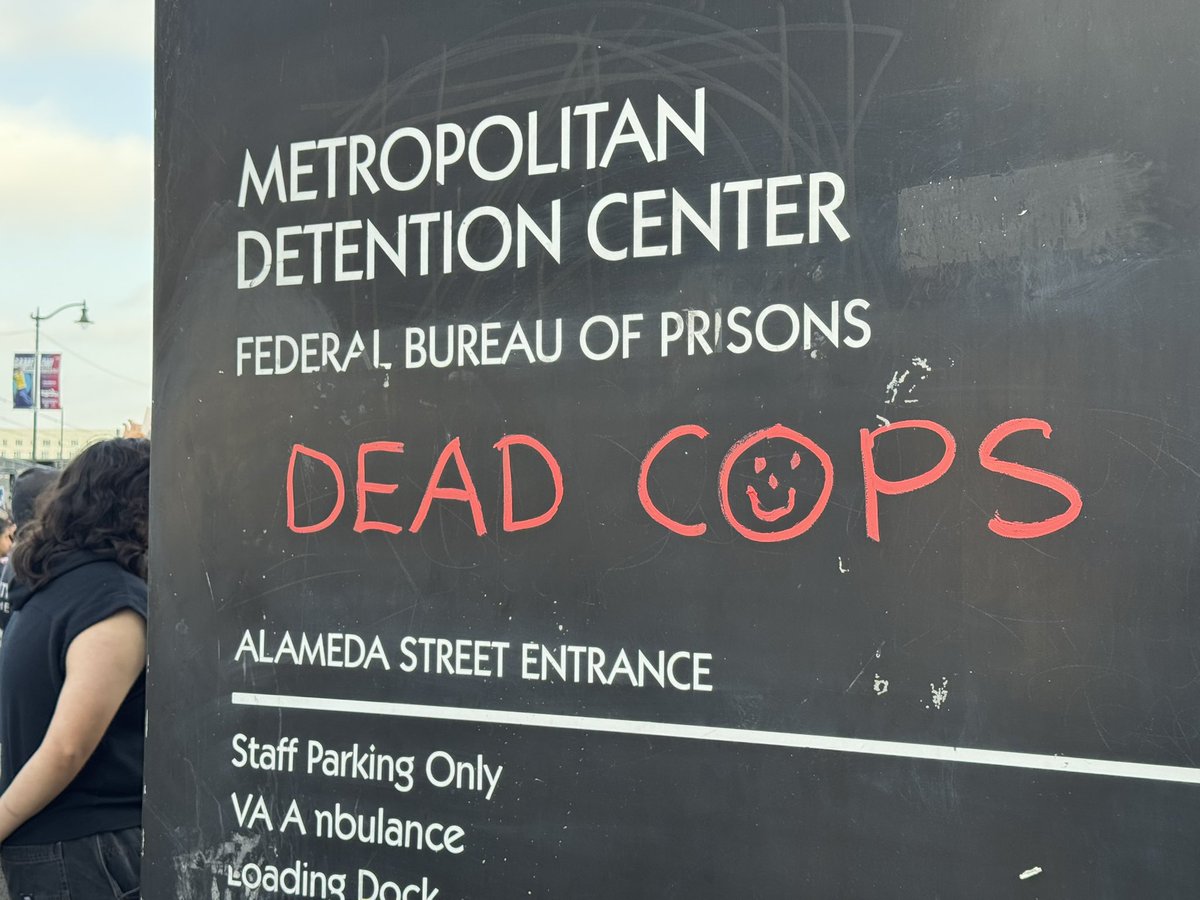 METROPOLITAN
DETENTION CENTER
FEDERAL BUREAU OF PRISONS
DEAD COPS
ALAMEDA STREET ENTRANCE
Staff Parking Only
VA A nbulance
Loading Dock